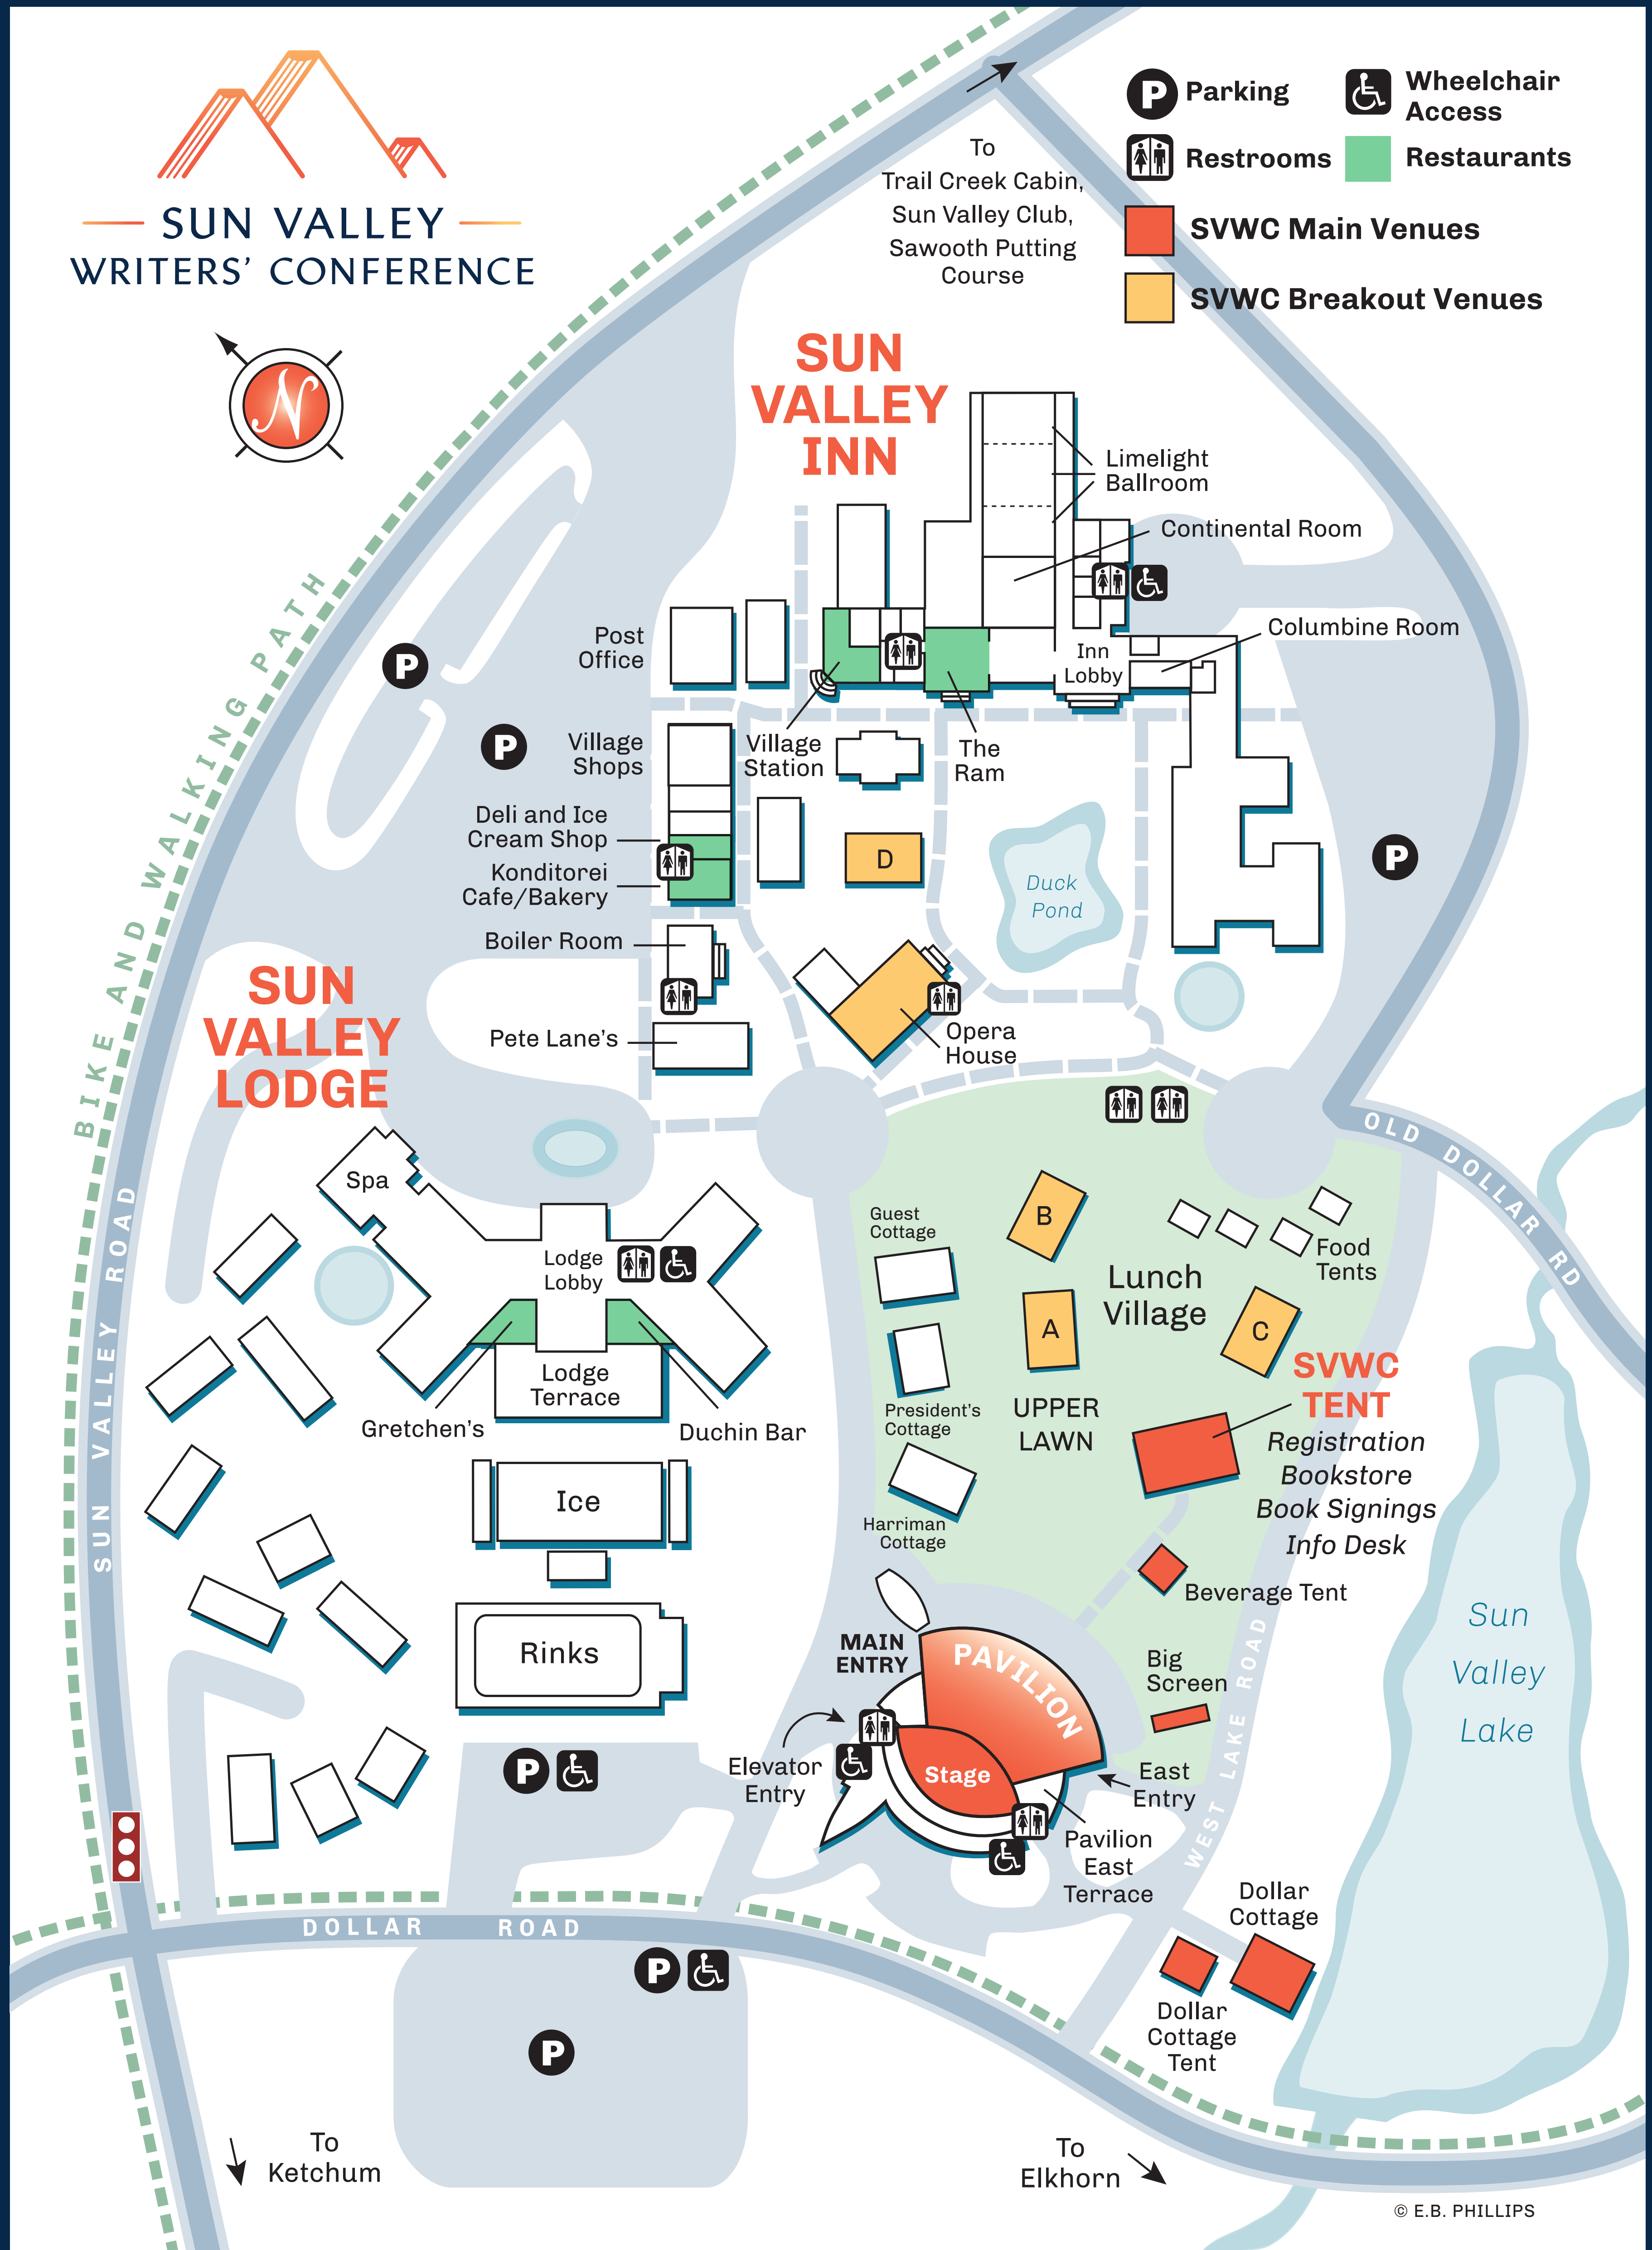 SUN VALLEY
WRITERS' CONFERENCE
N
P Parking
Wheelchair
Access
Restrooms
Restaurants
SVWC Main Venues
SVWC Breakout Venues
To
Trail Creek Cabin,
Sun Valley Club,
Sawooth Putting
Course
SUN
VALLEY
INN
Limelight
Ballroom
Continental Room
Columbine Room
Inn
Lobby
Post
Office
P
P
Village
Shops
Village
Station
The
Ram
Deli and Ice
Cream Shop
Konditorei
Cafe/Bakery
D
Duck
Pond
P
Boiler Room
Pete Lane's
Opera
House
BIKE AND WALKING PATH
SUN
VALLEY
LODGE
SUN VALLEY ROAD
OLD DOLLAR RD
Spa
Lodge
Lobby
Lodge
Terrace
Gretchen's
Duchin Bar
Ice
Rinks
Guest
Cottage
B
Food
Tents
Lunch
Village
A
C
President's
Cottage
UPPER
LAWN
SVWC
TENT
Registration
Bookstore
Book Signings
Info Desk
Harriman
Cottage
Beverage Tent
Sun
Valley
Lake
MAIN
ENTRY
PAVILION
Big
Screen
WEST LAKE ROAD
Stage
Elevator
Entry
East
Entry
Pavilion
East
Terrace
P
Dollar
Cottage
DOLLAR ROAD
P
P
Dollar
Cottage
Tent
To
Ketchum
To
Elkhorn
© E.B. PHILLIPS